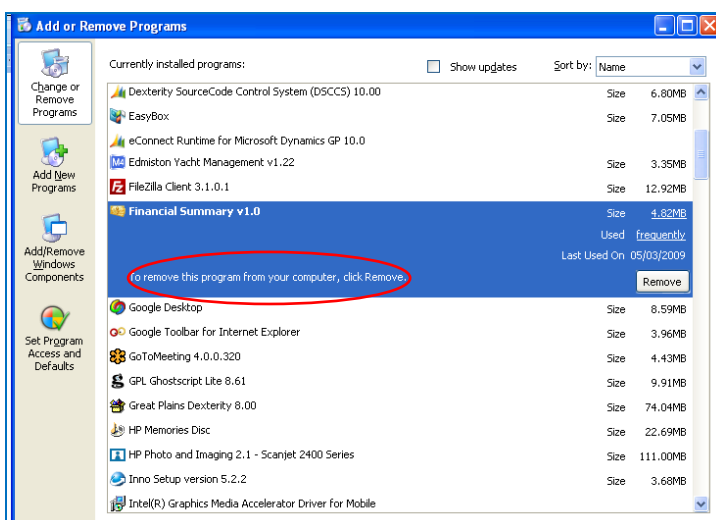 Add or Remove Programs
Change or
Remove
Programs
Add New
Programs
Add/Remove
Windows
Components
Set Program
Access and
Defaults
Currently installed programs: Show updates Sort by: Name
Dexterity SourceCode Control System (DSCCS) 10.00 Size 6.80MB
EasyBox Size 7.05MB
eConnect Runtime for Microsoft Dynamics GP 10.0
Edmiston Yacht Management v1.22 Size 3.35MB
FileZilla Client 3.1.0.1 Size 12.92MB
Financial Summary v1.0 Size 4.82MB
Used frequently
Last Used On 05/03/2009
To remove this program from your computer, click Remove. Remove
Google Desktop Size 8.59MB
Google Toolbar for Internet Explorer Size 3.96MB
GoToMeeting 4.0.0.320 Size 4.43MB
GPL Ghostscript Lite 8.61 Size 9.91MB
Great Plains Dexterity 8.00 Size 74.04MB
HP Memories Disc Size 22.69MB
HP Photo and Imaging 2.1 - Scanjet 2400 Series Size 111.00MB
Inno Setup version 5.2.2 Size 3.68MB
Intel(R) Graphics Media Accelerator Driver for Mobile